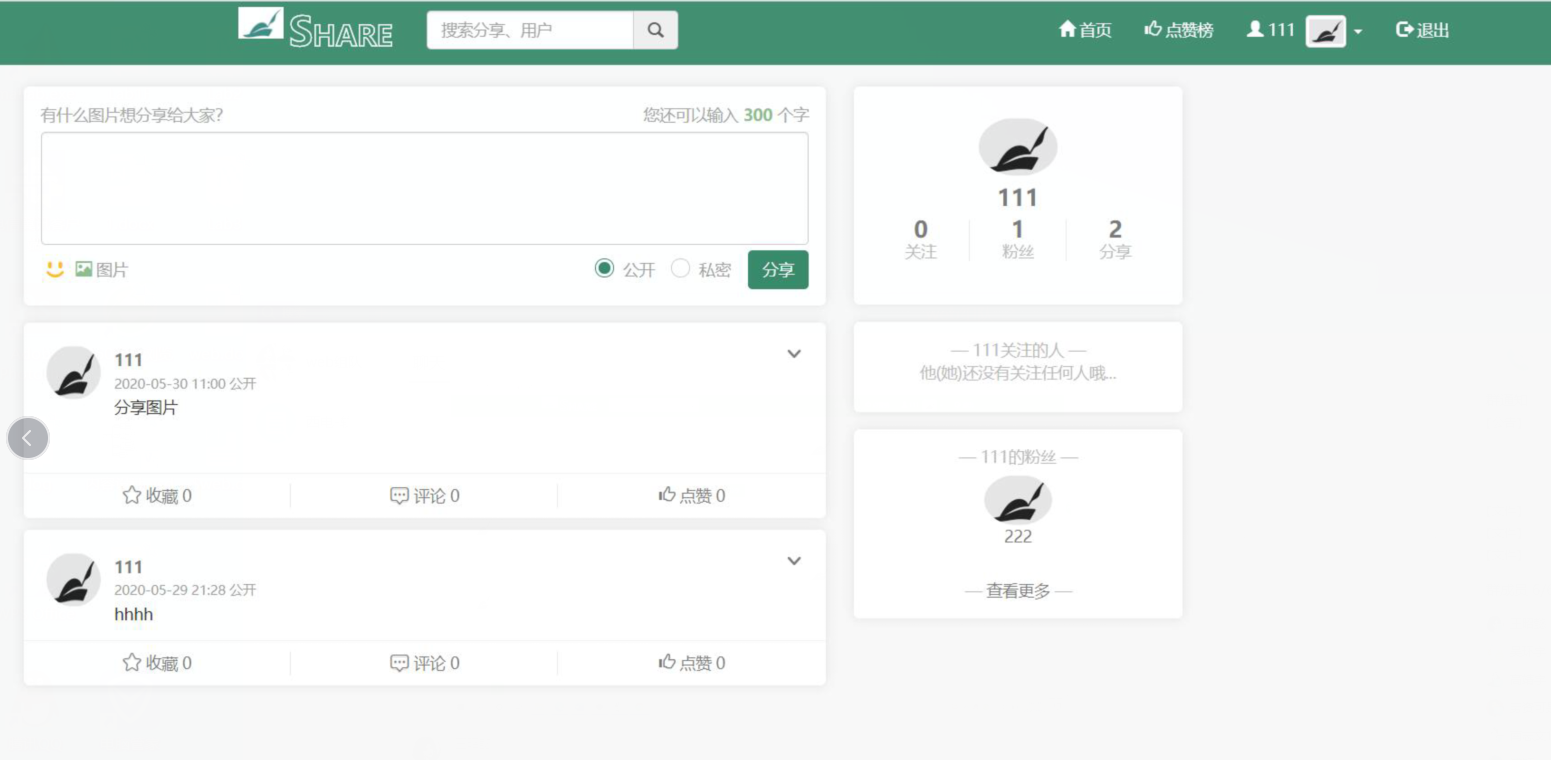 SHARE
搜索分享、用户
首页
点赞榜
111
退出
有什么图片想分享给大家?
您还可以输入 300 个字
图片
公开
私密
分享
111
2020-05-30 11:00 公开
分享图片
收藏 0
评论 0
点赞 0
111
2020-05-29 21:28 公开
hhhh
收藏 0
评论 0
点赞 0
111
0
1
2
关注
粉丝
分享
— 111关注的人 —
他(她)还没有关注任何人哦...
— 111的粉丝 —
222
— 查看更多 —